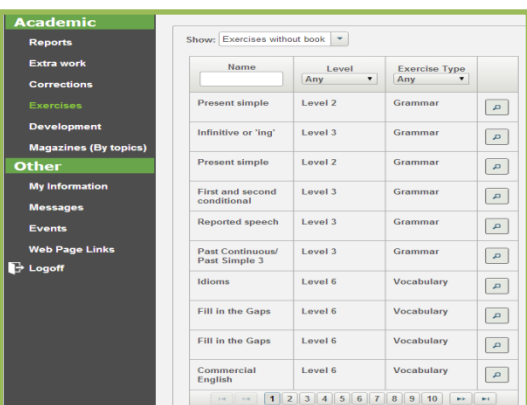 Academic
Reports
Extra work
Corrections
Exercises
Development
Magazines (By topics)
Other
My Information
Messages
Events
Web Page Links
Logoff
Show: Exercises without book
Name Level Exercise Type
Any Any
Present simple Level 2 Grammar
Infinitive or 'ing' Level 3 Grammar
Present simple Level 2 Grammar
First and second
conditional Level 3 Grammar
Reported speech Level 3 Grammar
Past Continuous/
Past Simple 3 Level 3 Grammar
Idioms Level 6 Vocabulary
Fill in the Gaps Level 6 Vocabulary
Fill in the Gaps Level 6 Vocabulary
Commercial
English Level 6 Vocabulary
1 2 3 4 5 6 7 8 9 10